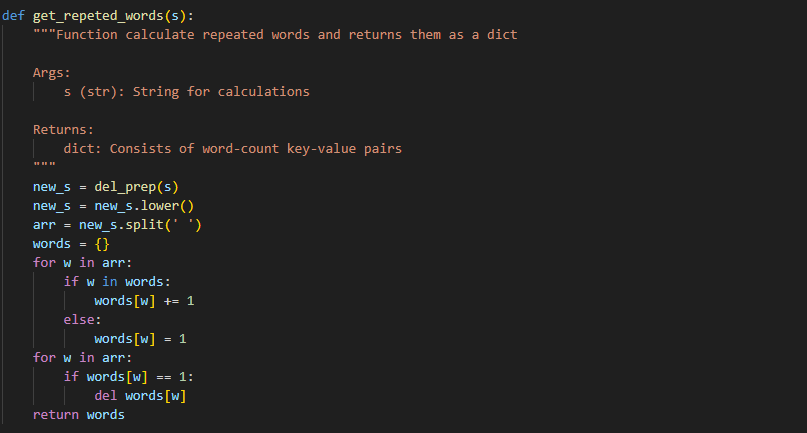 def get_repeted_words(s):
    """Function calculate repeated words and returns them as a dict

    Args:
        s (str): String for calculations

    Returns:
        dict: Consists of word-count key-value pairs
    """
    new_s = del_prep(s)
    new_s = new_s.lower()
    arr = new_s.split(' ')
    words = {}
    for w in arr:
        if w in words:
            words[w] += 1
        else:
            words[w] = 1
    for w in arr:
        if words[w] == 1:
            del words[w]
    return words